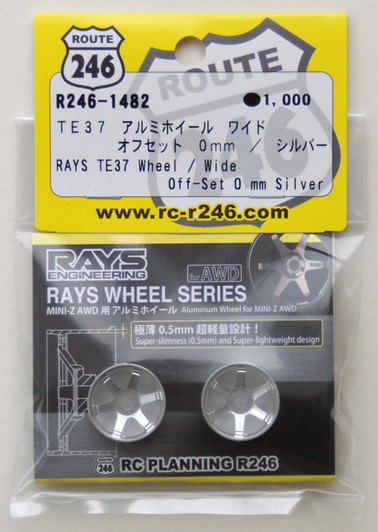 ROUTE
246
ROUTE
246
R246-1482 ●1,000
TE37 アルミホイール ワイド
オフセット 0mm / シルバー
RAYS TE37 Wheel / Wide
Off-Set 0 mm Silver
www.rc-r246.com
RAYS
ENGINEERING
for AWD
RAYS WHEEL SERIES
MINI-Z AWD 用 アルミホイール Aluminum Wheel for MINI-Z AWD
極薄 0.5mm 超軽量設計！
Super-slimness (0.5mm) and Super-lightweight design
ROUTE
246
RC PLANNING R246